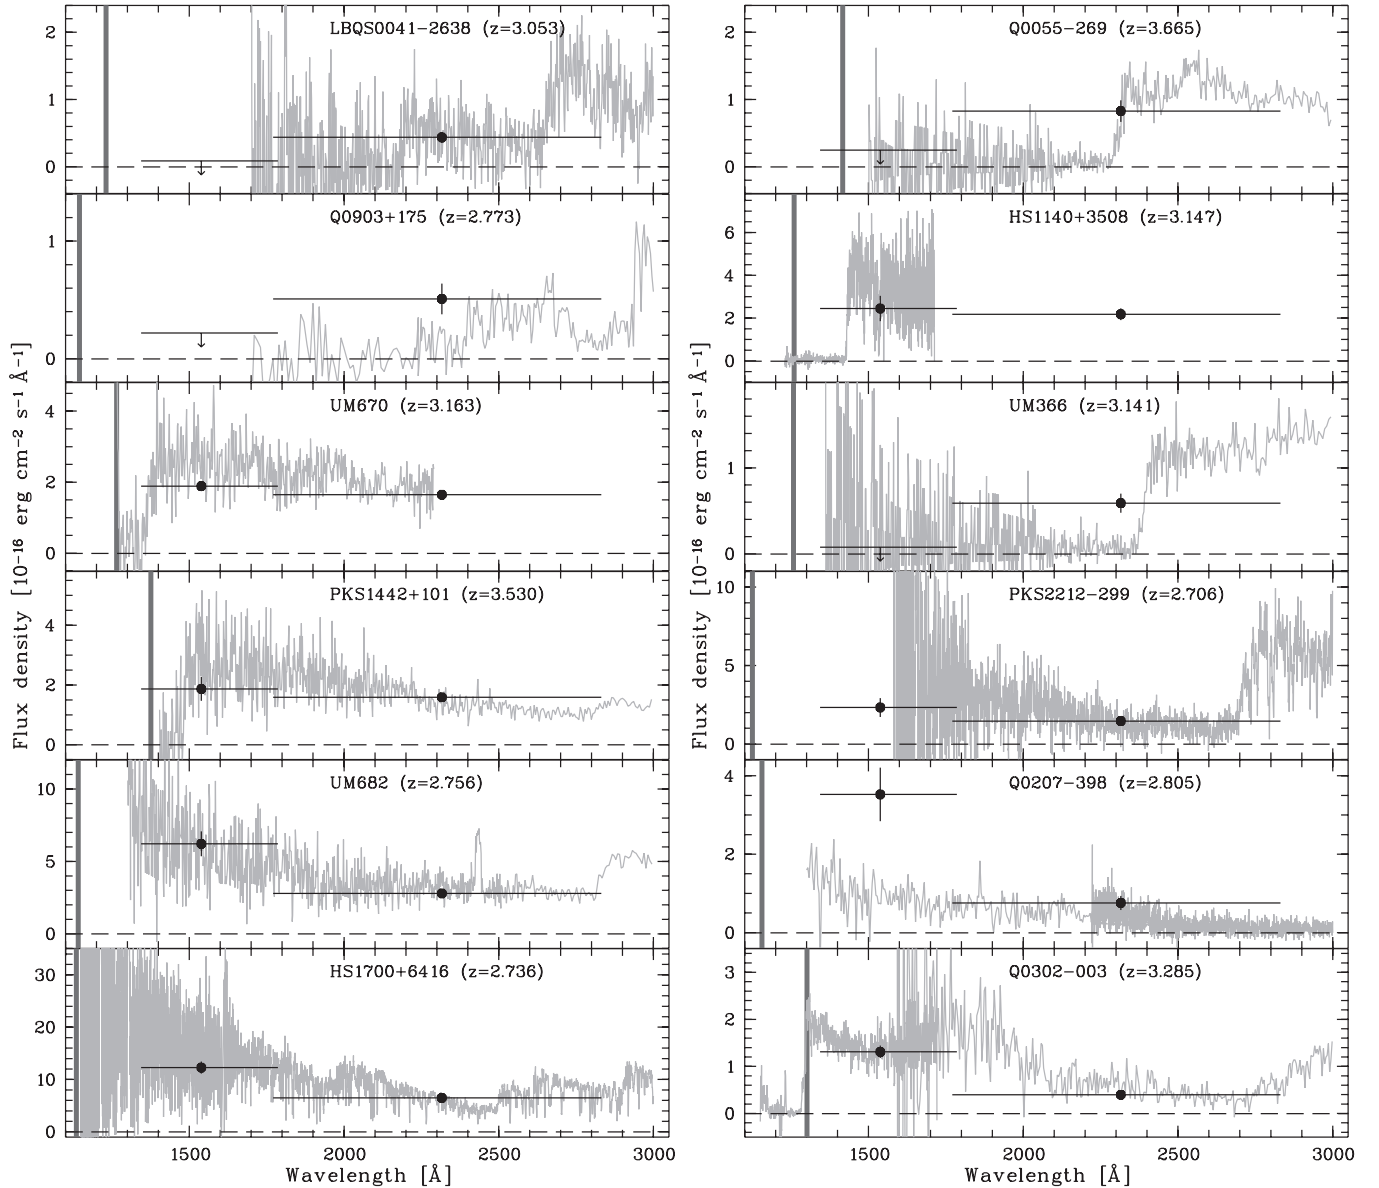 LBQS0041−2638 (z=3.053)
2
1
0
Q0903+175 (z=2.773)
1
0
UM670 (z=3.163)
4
2
0
PKS1442+101 (z=3.530)
4
2
0
UM682 (z=2.756)
10
5
0
HS1700+6416 (z=2.736)
30
20
10
0
1500 2000 2500 3000
Wavelength [Å]
Flux density [10⁻¹⁶ erg cm⁻² s⁻¹ Å⁻¹]
Q0055−269 (z=3.665)
2
1
0
HS1140+3508 (z=3.147)
6
4
2
0
UM366 (z=3.141)
1
0
PKS2212−299 (z=2.706)
10
5
0
Q0207−398 (z=2.805)
4
2
0
Q0302−003 (z=3.285)
3
2
1
0
1500 2000 2500 3000
Wavelength [Å]
Flux density [10⁻¹⁶ erg cm⁻² s⁻¹ Å⁻¹]